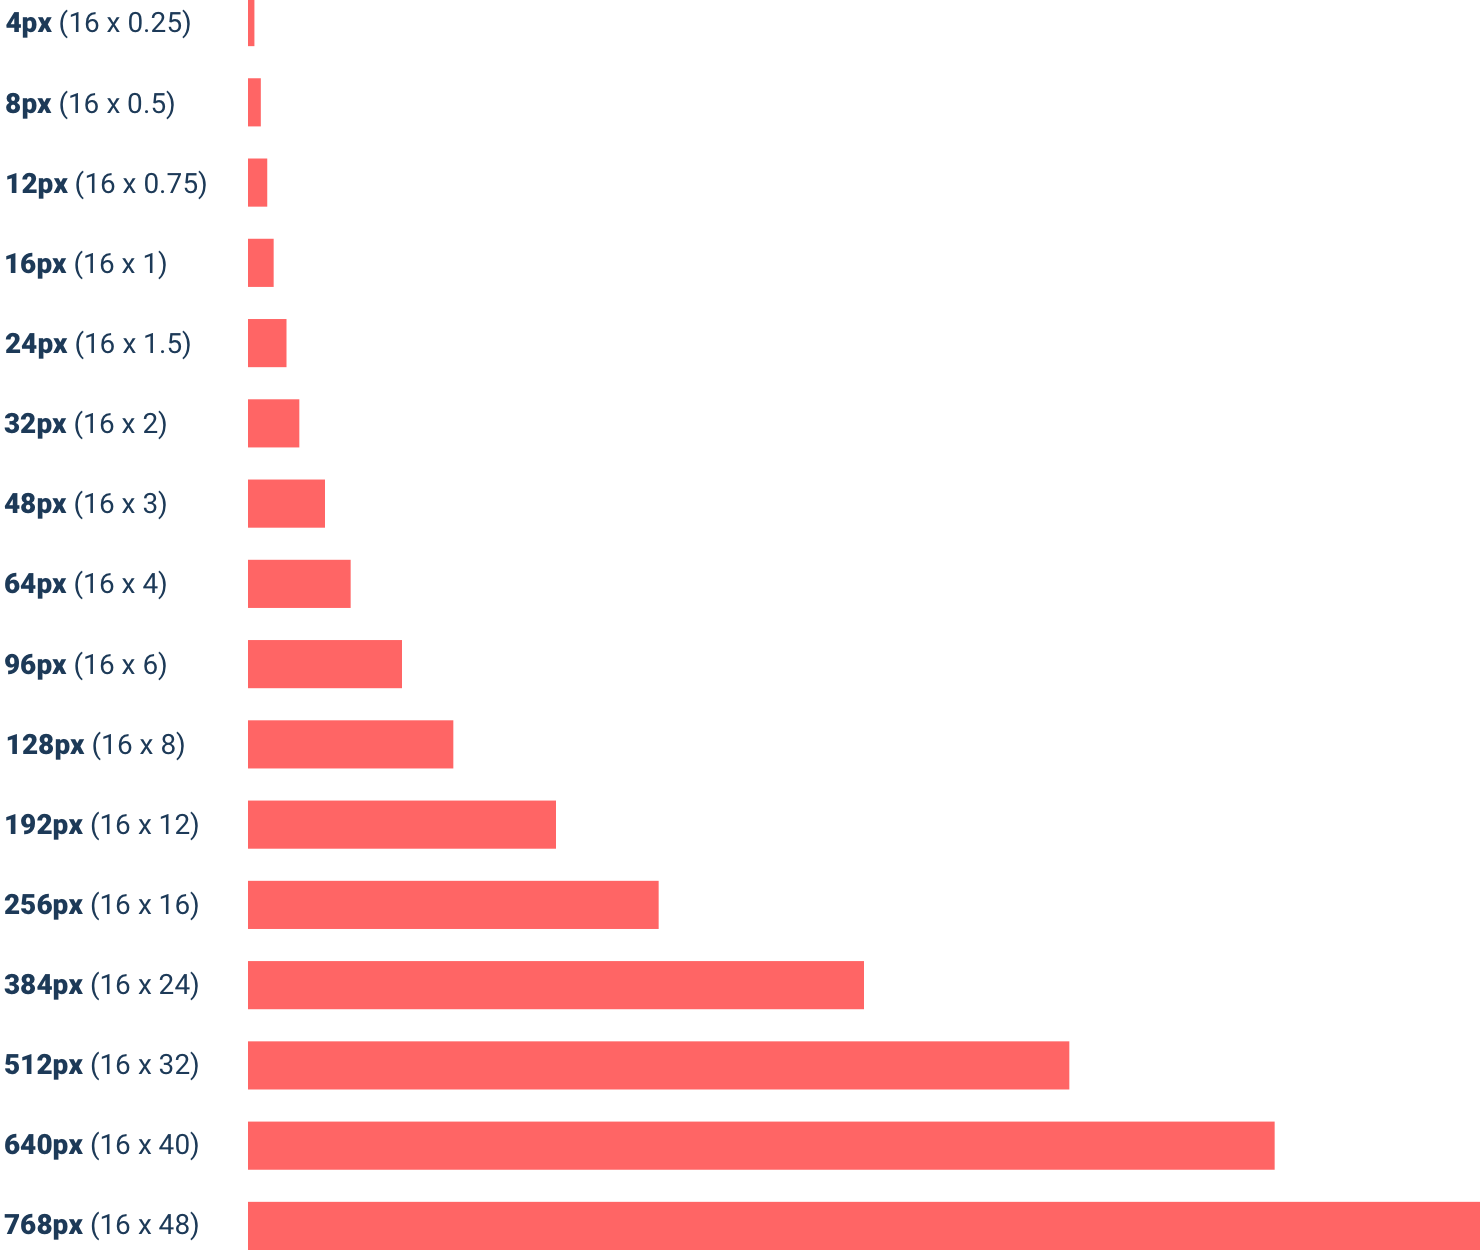 4px (16 x 0.25)
8px (16 x 0.5)
12px (16 x 0.75)
16px (16 x 1)
24px (16 x 1.5)
32px (16 x 2)
48px (16 x 3)
64px (16 x 4)
96px (16 x 6)
128px (16 x 8)
192px (16 x 12)
256px (16 x 16)
384px (16 x 24)
512px (16 x 32)
640px (16 x 40)
768px (16 x 48)